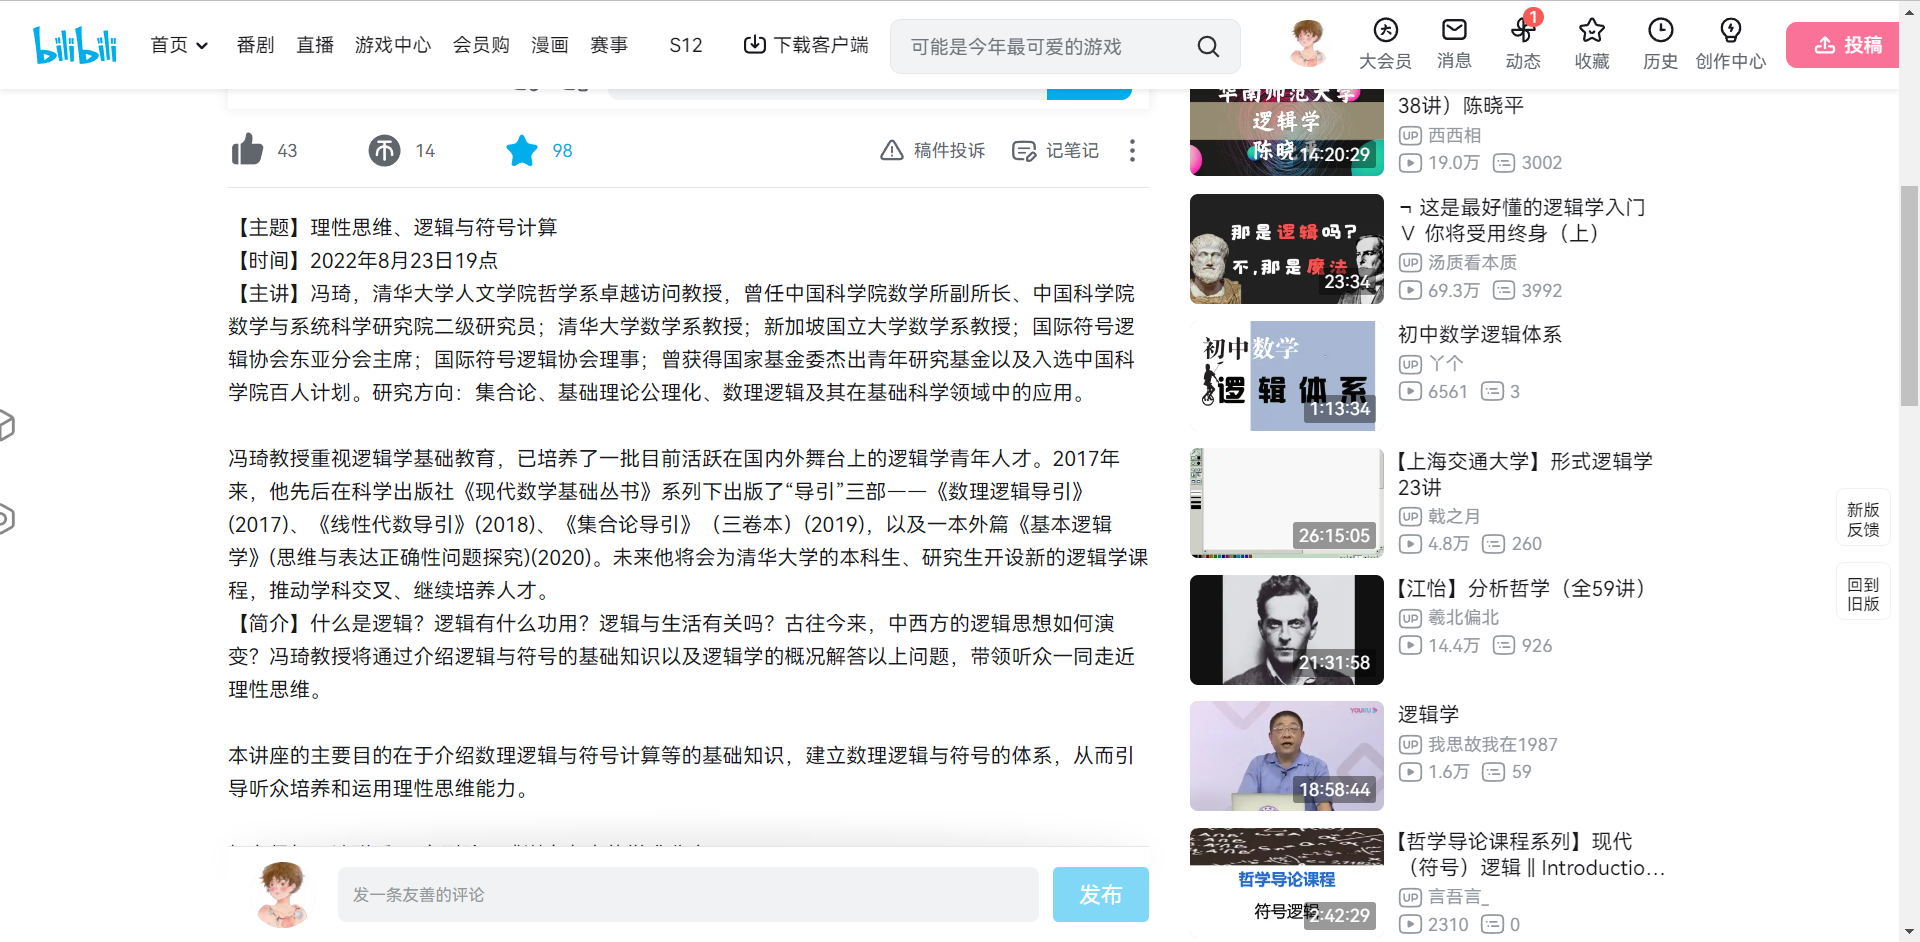 bilibili
首页
番剧
直播
游戏中心
会员购
漫画
赛事
S12
下载客户端
可能是今年最可爱的游戏
大会员
消息
1
动态
收藏
历史
创作中心
投稿
43
14
98
稿件投诉
记笔记
【主题】理性思维、逻辑与符号计算
【时间】2022年8月23日19点
【主讲】冯琦，清华大学人文学院哲学系卓越访问教授，曾任中国科学院数学所副所长、中国科学院
数学与系统科学研究院二级研究员；清华大学数学系教授；新加坡国立大学数学系教授；国际符号逻
辑协会东亚分会主席；国际符号逻辑协会理事；曾获得国家基金委杰出青年研究基金以及入选中国科
学院百人计划。研究方向：集合论、基础理论公理化、数理逻辑及其在基础科学领域中的应用。
冯琦教授重视逻辑学基础教育，已培养了一批目前活跃在国内外舞台上的逻辑学青年人才。2017年
来，他先后在科学出版社《现代数学基础丛书》系列下出版了“导引”三部——《数理逻辑导引》
(2017)、《线性代数导引》(2018)、《集合论导引》（三卷本）(2019)，以及一本外篇《基本逻辑
学》(思维与表达正确性问题探究)(2020)。未来他将会为清华大学的本科生、研究生开设新的逻辑学课
程，推动学科交叉、继续培养人才。
【简介】什么是逻辑？逻辑有什么功用？逻辑与生活有关吗？古往今来，中西方的逻辑思想如何演
变？冯琦教授将通过介绍逻辑与符号的基础知识以及逻辑学的概况解答以上问题，带领听众一同走近
理性思维。
本讲座的主要目的在于介绍数理逻辑与符号计算等的基础知识，建立数理逻辑与符号的体系，从而引
导听众培养和运用理性思维能力。
发一条友善的评论
发布
华南师范大学
逻辑学
陈晓平
14:20:29
38讲）陈晓平
UP 西西相
19.0万 3002
那是逻辑吗？
不，那是魔法
23:34
¬ 这是最好懂的逻辑学入门
∨ 你将受用终身（上）
UP 汤质看本质
69.3万 3992
初中数学
逻辑体系
1:13:34
初中数学逻辑体系
UP 丫个
6561 3
26:15:05
【上海交通大学】形式逻辑学
23讲
UP 戟之月
4.8万 260
21:31:58
【江怡】分析哲学（全59讲）
UP 羲北偏北
14.4万 926
YOUKU
18:58:44
逻辑学
UP 我思故我在1987
1.6万 59
哲学导论课程
符号逻辑
2:42:29
【哲学导论课程系列】现代
（符号）逻辑 ‖ Introductio…
UP 言吾言_
2310 0
新版
反馈
回到
旧版